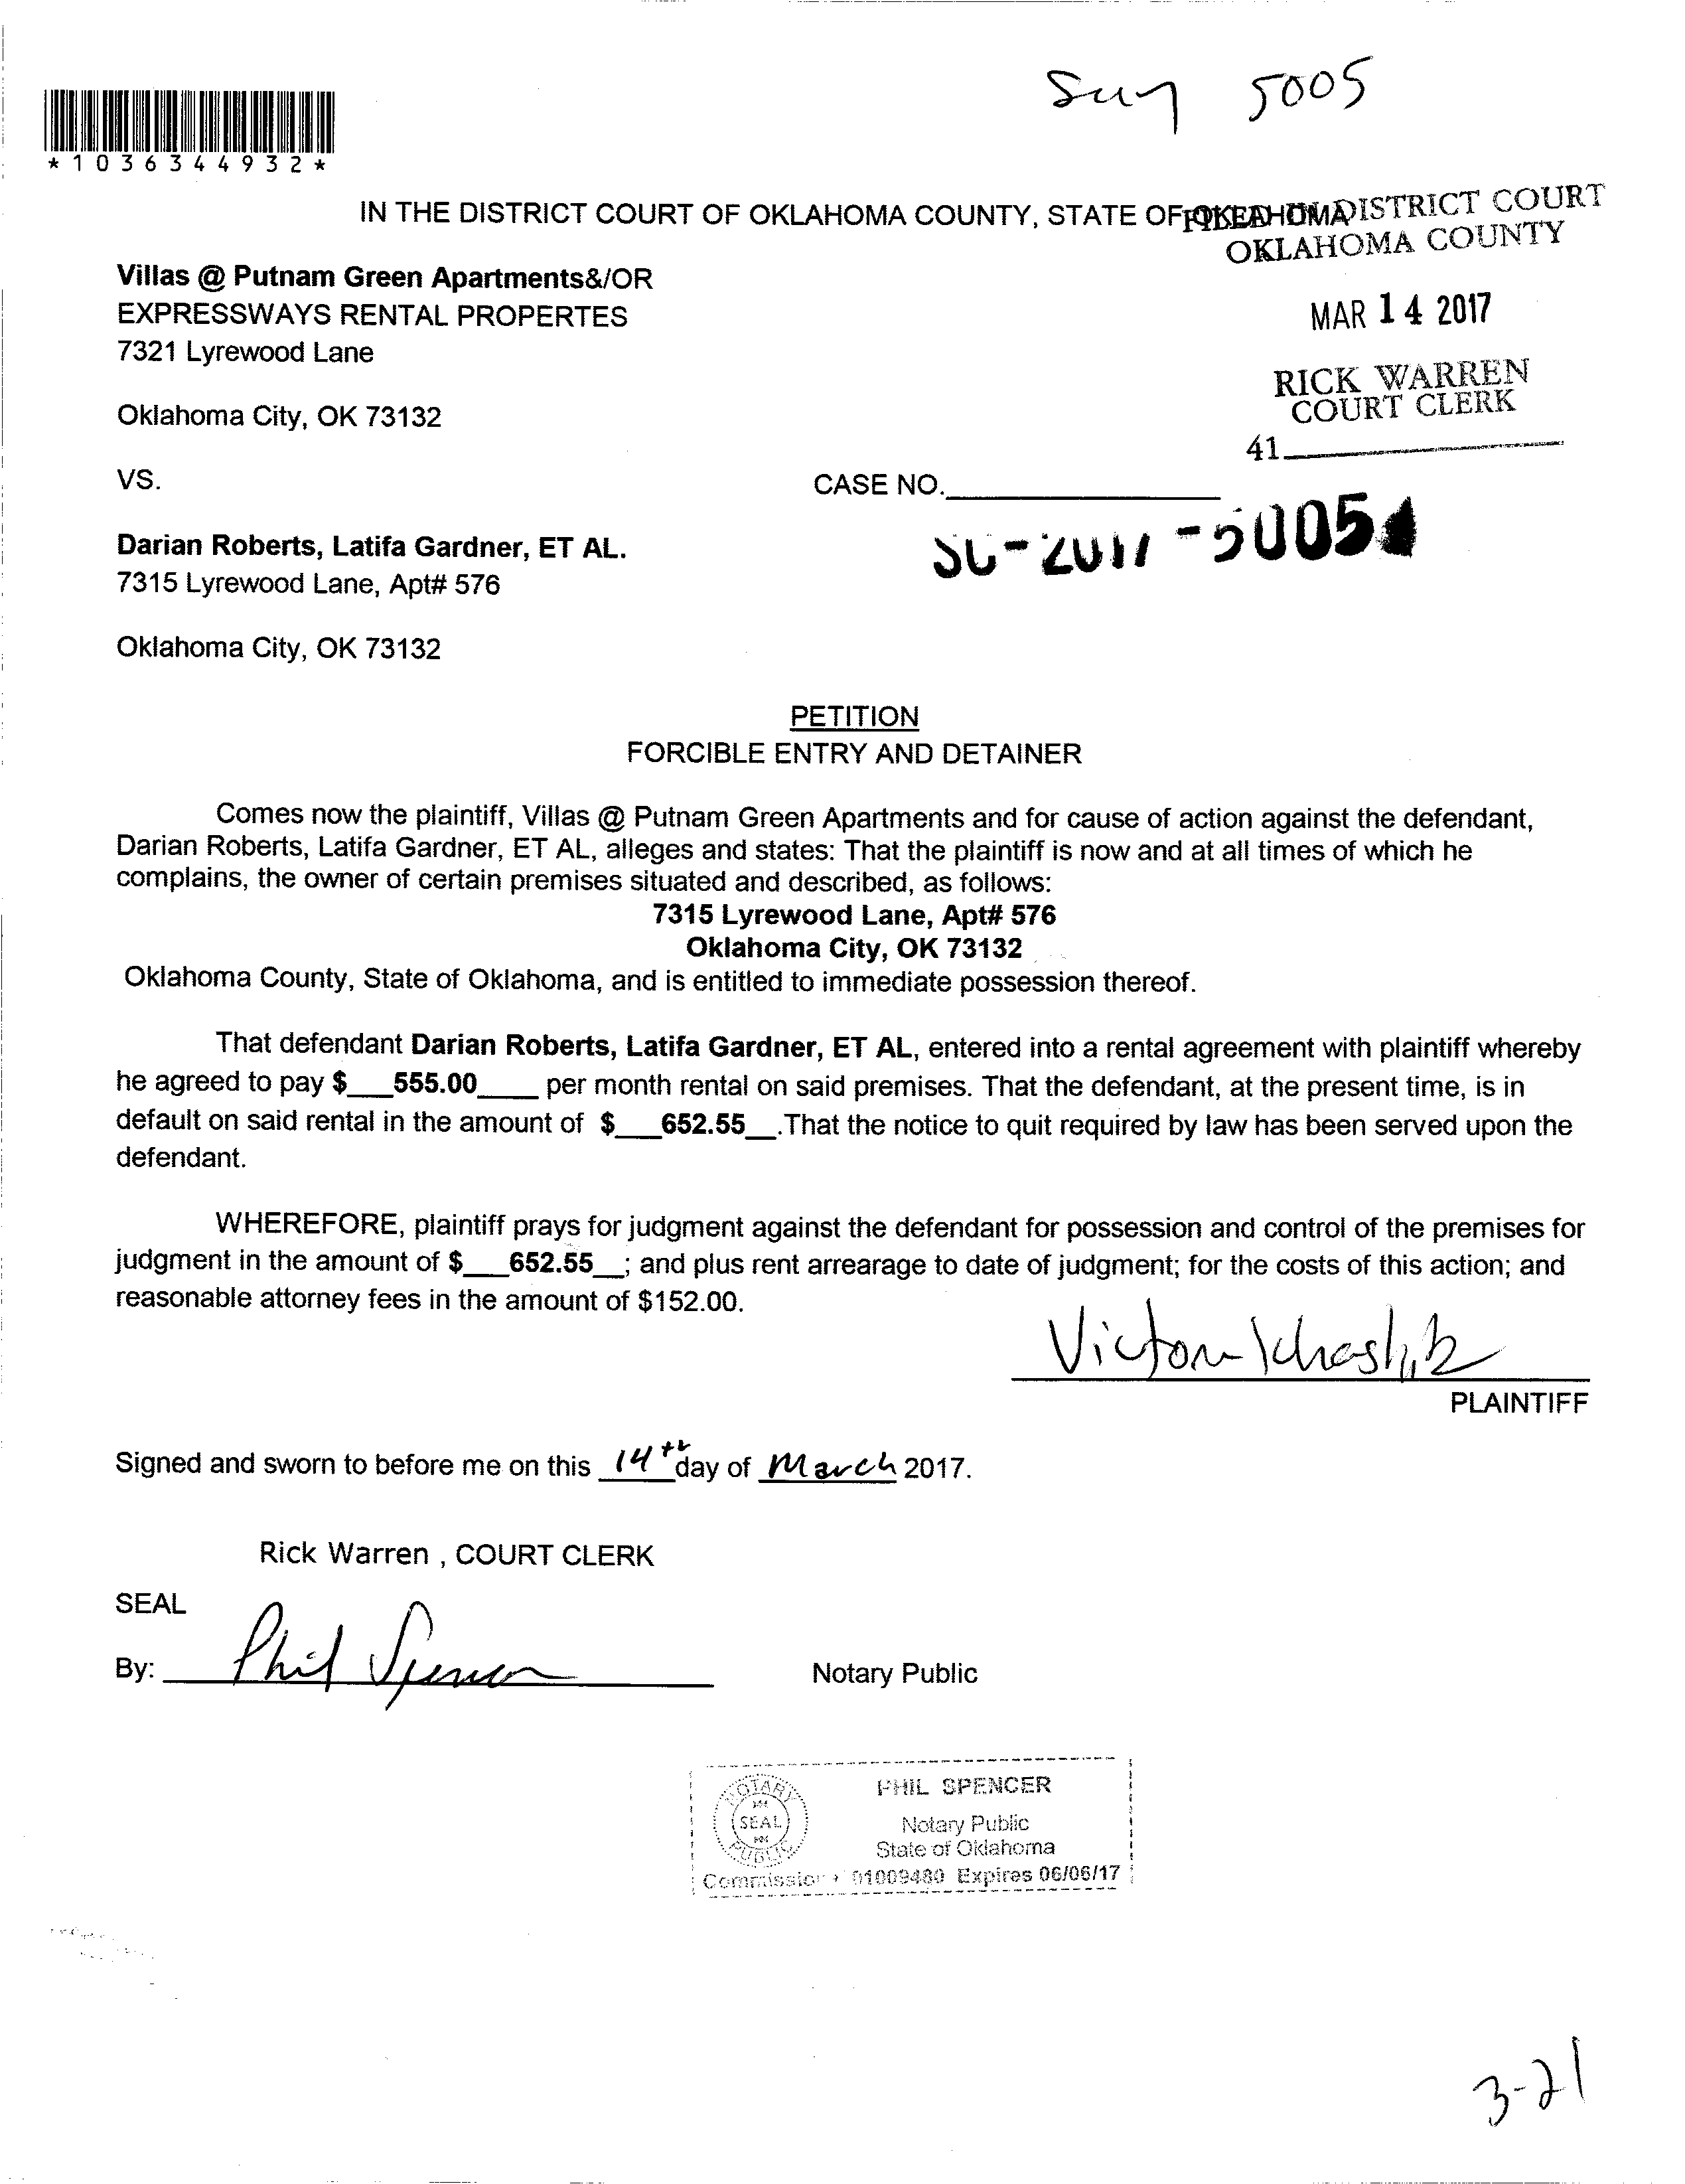 5005
*1036344932*
IN THE DISTRICT COURT OF OKLAHOMA COUNTY, STATE OF OKLAHOMA
FILED IN DISTRICT COURT
OKLAHOMA COUNTY
Villas @ Putnam Green Apartments&/OR
EXPRESSWAYS RENTAL PROPERTES
MAR 14 2017
7321 Lyrewood Lane
RICK WARREN
COURT CLERK
Oklahoma City, OK 73132
41
VS.
CASE NO.
SC-2017-5005
Darian Roberts, Latifa Gardner, ET AL.
7315 Lyrewood Lane, Apt# 576
Oklahoma City, OK 73132
PETITION
FORCIBLE ENTRY AND DETAINER
Comes now the plaintiff, Villas @ Putnam Green Apartments and for cause of action against the defendant,
Darian Roberts, Latifa Gardner, ET AL, alleges and states: That the plaintiff is now and at all times of which he
complains, the owner of certain premises situated and described, as follows:
7315 Lyrewood Lane, Apt# 576
Oklahoma City, OK 73132
Oklahoma County, State of Oklahoma, and is entitled to immediate possession thereof.
That defendant Darian Roberts, Latifa Gardner, ET AL, entered into a rental agreement with plaintiff whereby
he agreed to pay $___555.00____ per month rental on said premises. That the defendant, at the present time, is in
default on said rental in the amount of $___652.55__.That the notice to quit required by law has been served upon the
defendant.
WHEREFORE, plaintiff prays for judgment against the defendant for possession and control of the premises for
judgment in the amount of $___652.55__; and plus rent arrearage to date of judgment; for the costs of this action; and
reasonable attorney fees in the amount of $152.00.
Victor
PLAINTIFF
Signed and sworn to before me on this 14th day of March 2017.
Rick Warren , COURT CLERK
SEAL
By: Phil Spencer Notary Public
NOTARY SEAL PUBLIC
PHIL SPENCER
Notary Public
State of Oklahoma
Commission # 01009480 Expires 06/06/17
3-21